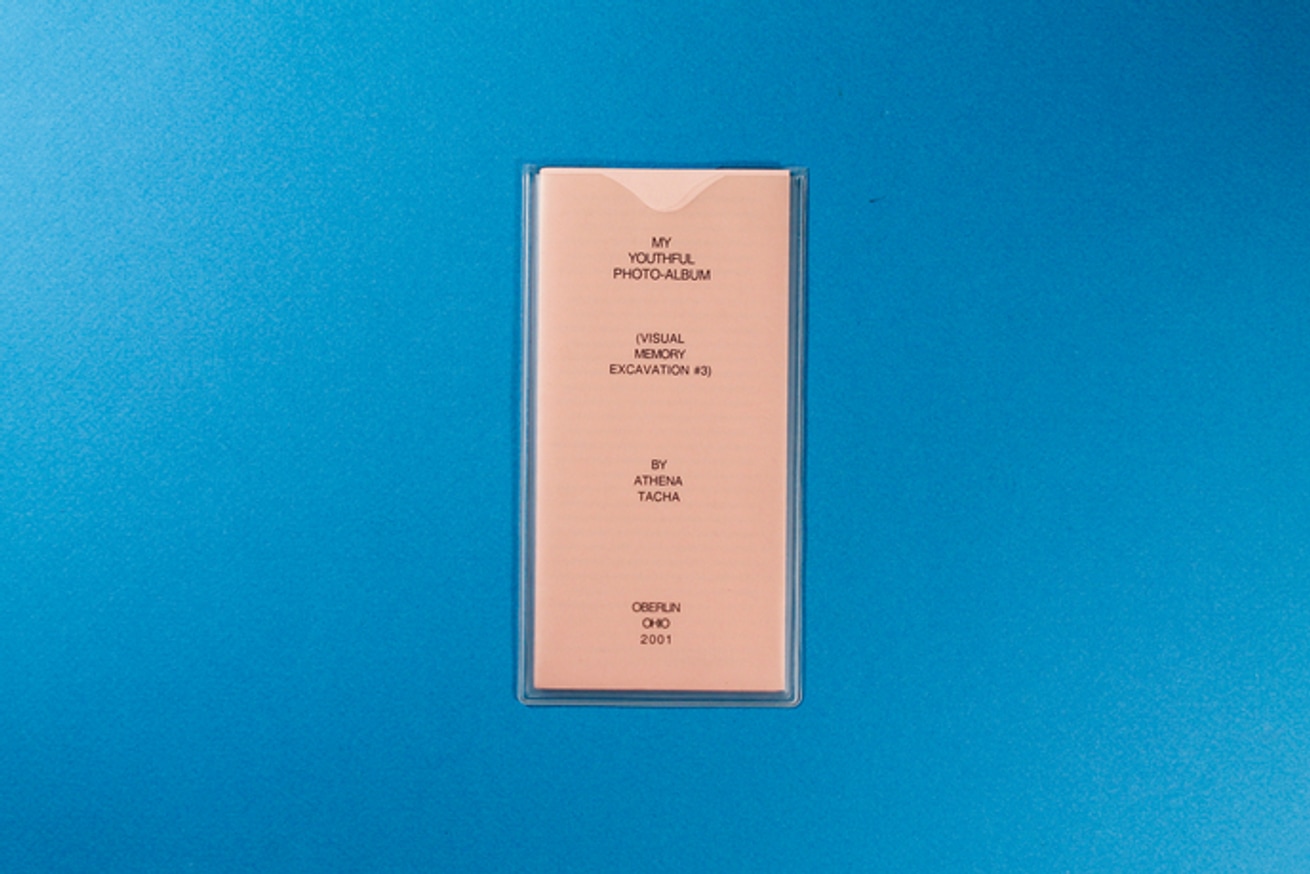 MY
YOUTHFUL
PHOTO-ALBUM
(VISUAL
MEMORY
EXCAVATION #3)
BY
ATHENA
TACHA
OBERLIN
OHIO
2001